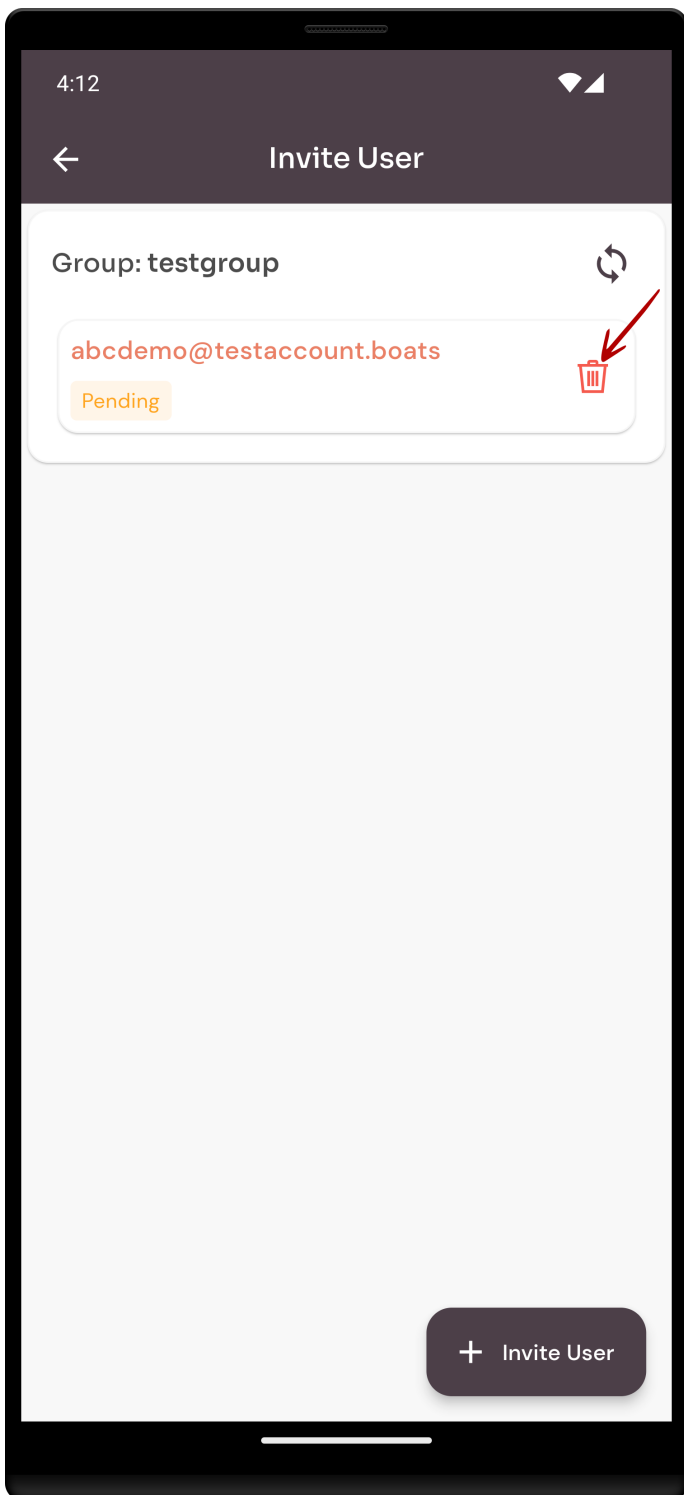 4:12
Invite User
Group: testgroup
abcdemo@testaccount.boats
Pending
Invite User